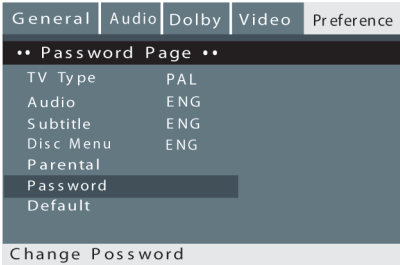 General Audio Dolby Video Preference
•• Password Page ••
TV Type PAL
Audio ENG
Subtitle ENG
Disc Menu ENG
Parental
Password
Default
Change Possword